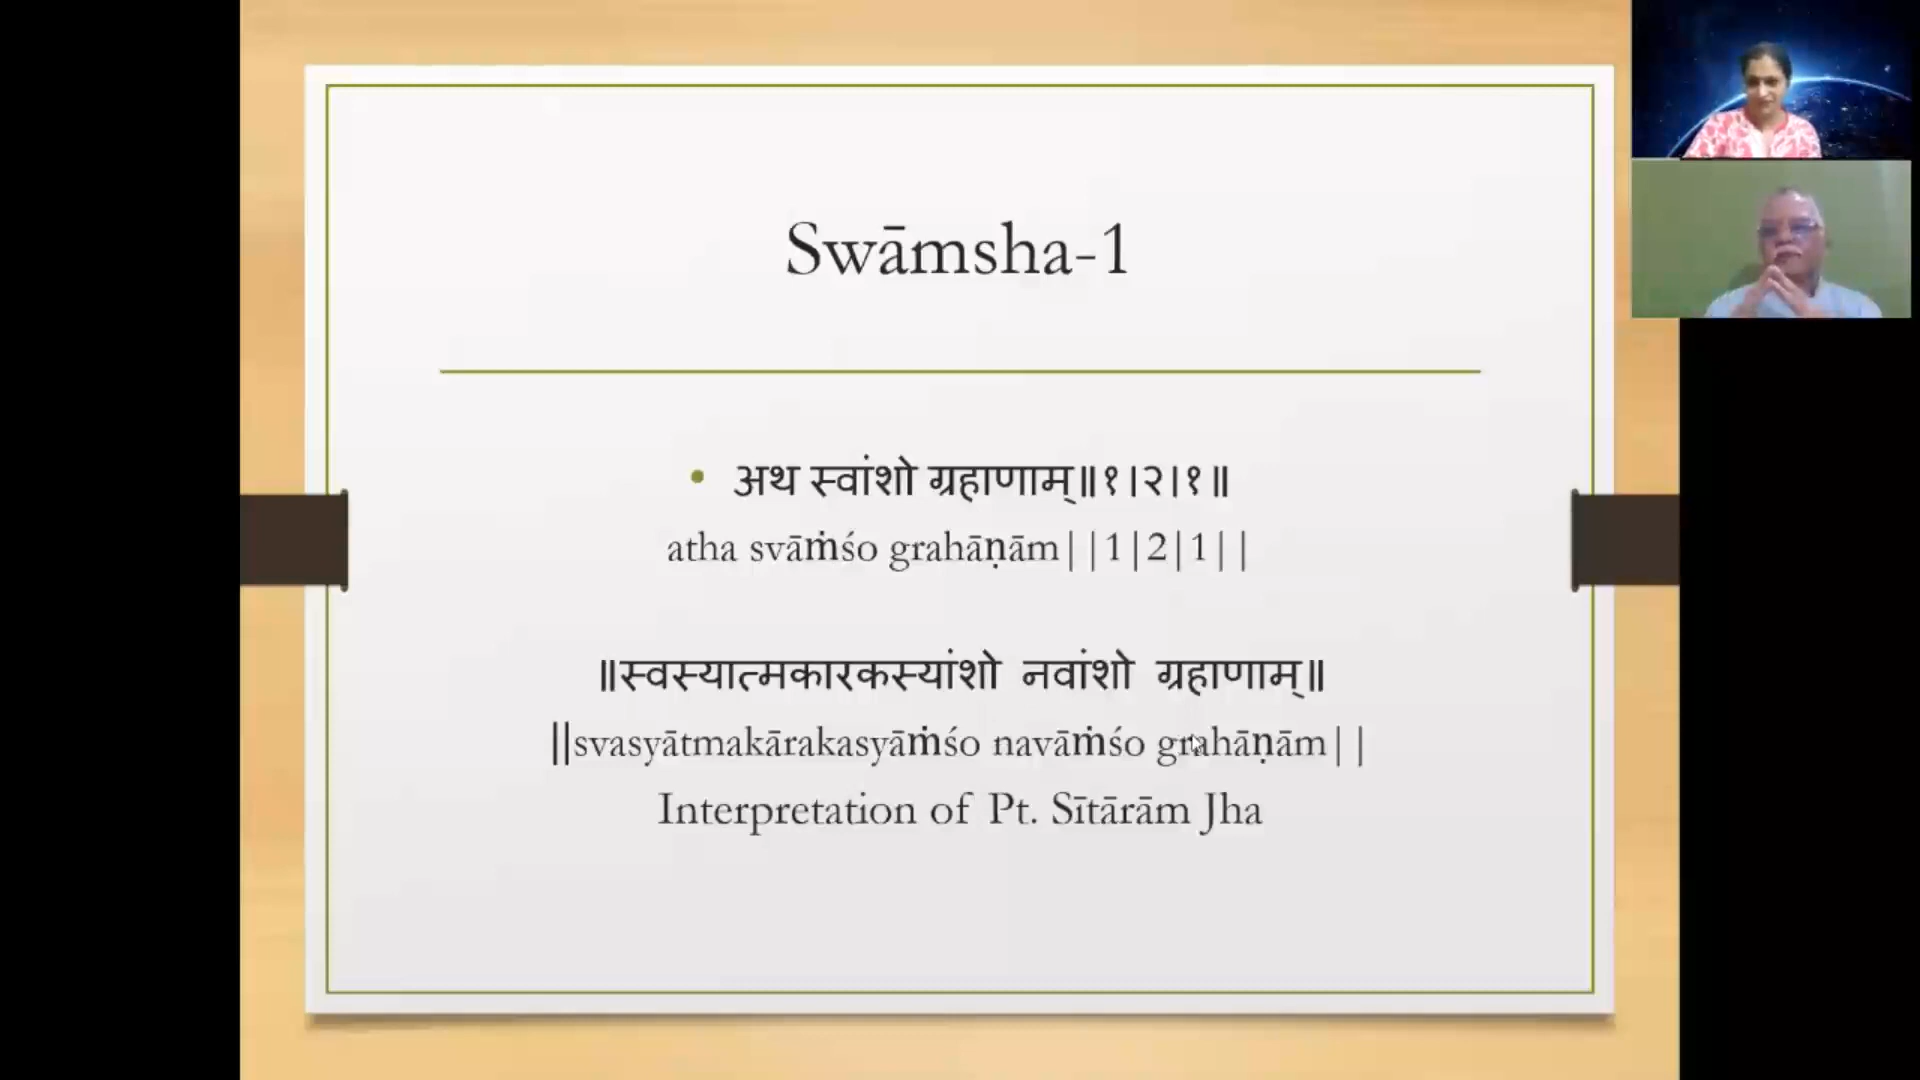 Swāmsha-1
• अथ स्वांशो ग्रहाणाम्॥१।२।१॥
atha svāṁśo grahāṇām||1|2|1||
॥स्वस्यात्मकारकस्यांशो नवांशो ग्रहाणाम्॥
||svasyātmakārakasyāṁśo navāṁśo grahāṇām||
Interpretation of Pt. Sītārām Jha